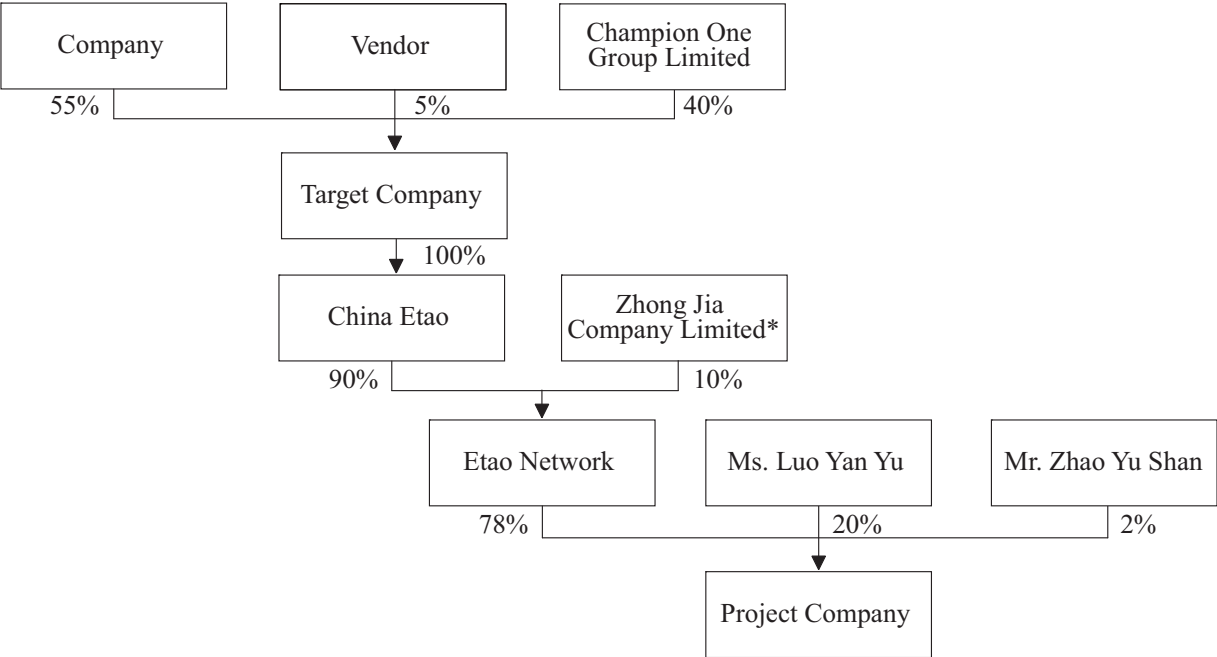 Company
Vendor
Champion One
Group Limited
55%
5%
40%
Target Company
100%
China Etao
Zhong Jia
Company Limited*
90%
10%
Etao Network
Ms. Luo Yan Yu
Mr. Zhao Yu Shan
78%
20%
2%
Project Company